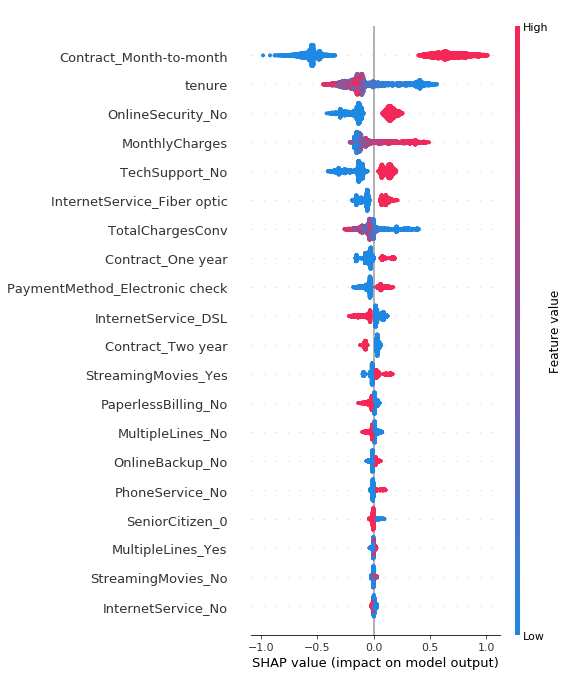 High
Contract_Month-to-month
tenure
OnlineSecurity_No
MonthlyCharges
TechSupport_No
InternetService_Fiber optic
TotalChargesConv
Contract_One year
PaymentMethod_Electronic check
InternetService_DSL
Contract_Two year
StreamingMovies_Yes
PaperlessBilling_No
MultipleLines_No
OnlineBackup_No
PhoneService_No
SeniorCitizen_0
MultipleLines_Yes
StreamingMovies_No
InternetService_No
Feature value
Low
−1.0 −0.5 0.0 0.5 1.0
SHAP value (impact on model output)